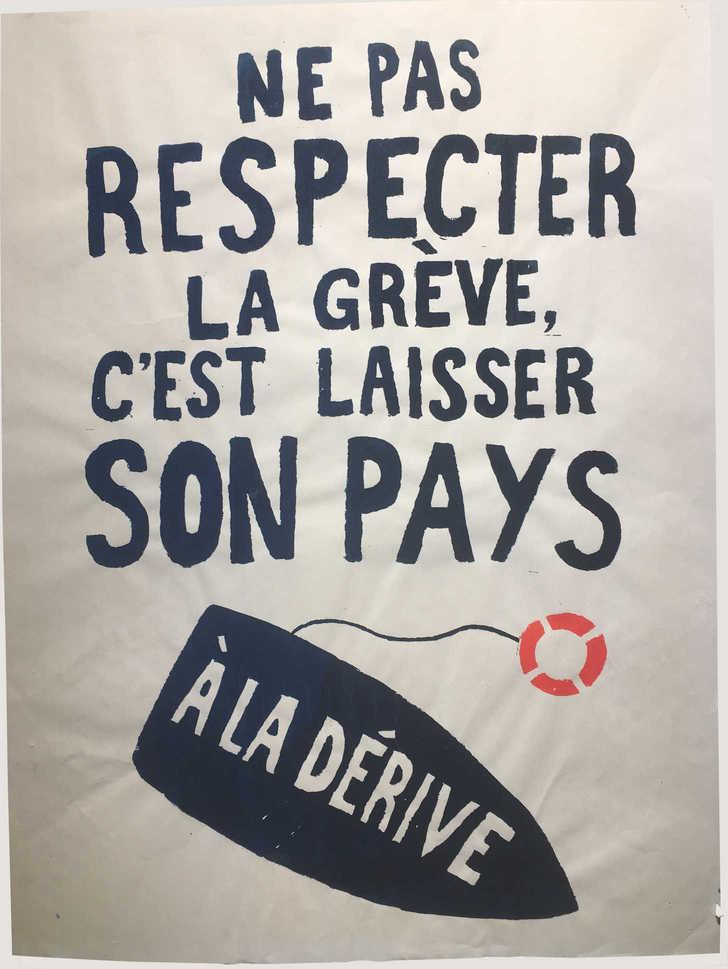 NE PAS
RESPECTER
LA GRÈVE,
C'EST LAISSER
SON PAYS
À LA DÉRIVE